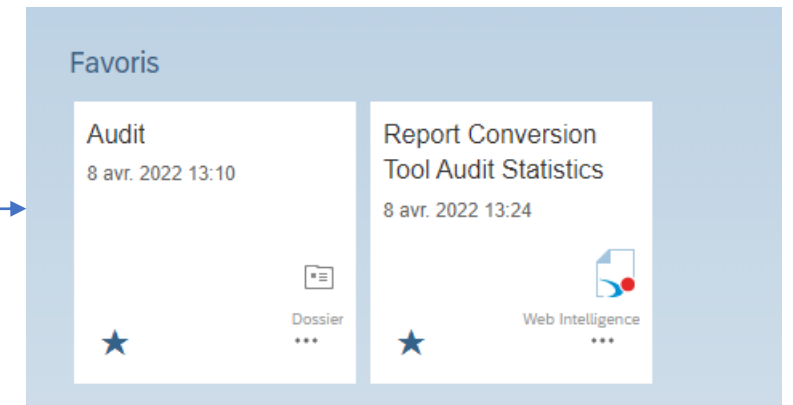 Favoris
Audit
8 avr. 2022 13:10
Dossier
Report Conversion
Tool Audit Statistics
8 avr. 2022 13:24
Web Intelligence